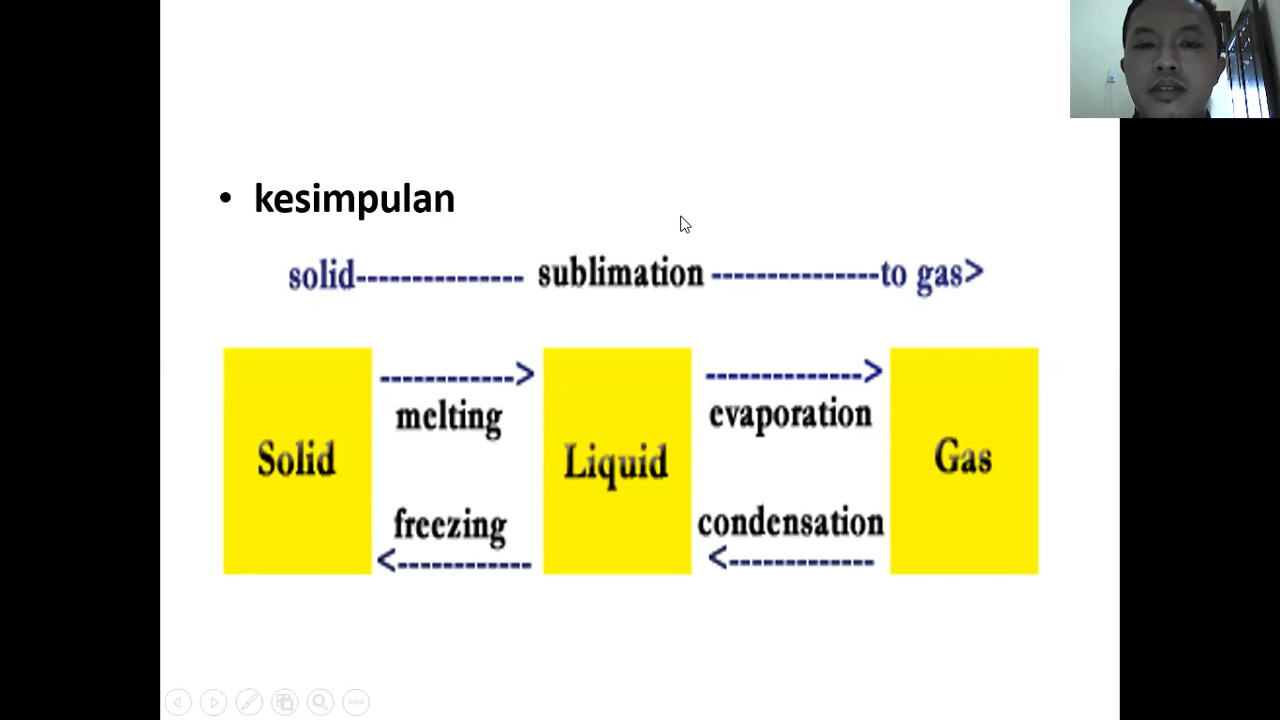 • kesimpulan
solid--------------- sublimation ---------------to gas>
------------> -------------->
melting evaporation
Solid Liquid Gas
freezing condensation
<------------ <-------------